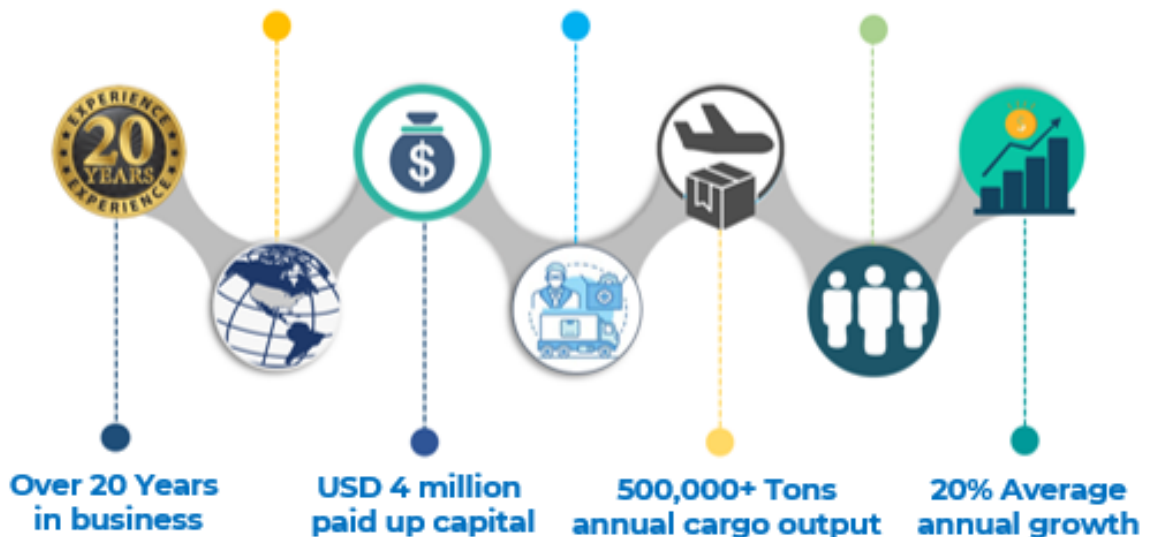 EXPERIENCE
20
YEARS
EXPERIENCE
$
$
Over 20 Years
in business
USD 4 million
paid up capital
500,000+ Tons
annual cargo output
20% Average
annual growth